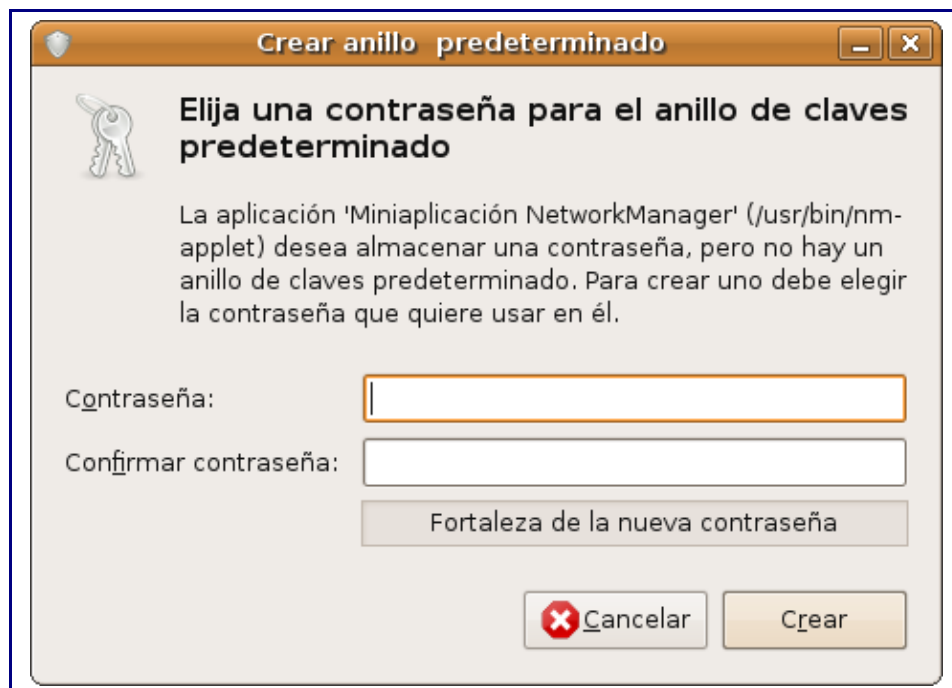 Crear anillo  predeterminado
Elija una contraseña para el anillo de claves
predeterminado
La aplicación 'Miniaplicación NetworkManager' (/usr/bin/nm-
applet) desea almacenar una contraseña, pero no hay un
anillo de claves predeterminado. Para crear uno debe elegir
la contraseña que quiere usar en él.
Contraseña:
Confirmar contraseña:
Fortaleza de la nueva contraseña
Cancelar
Crear